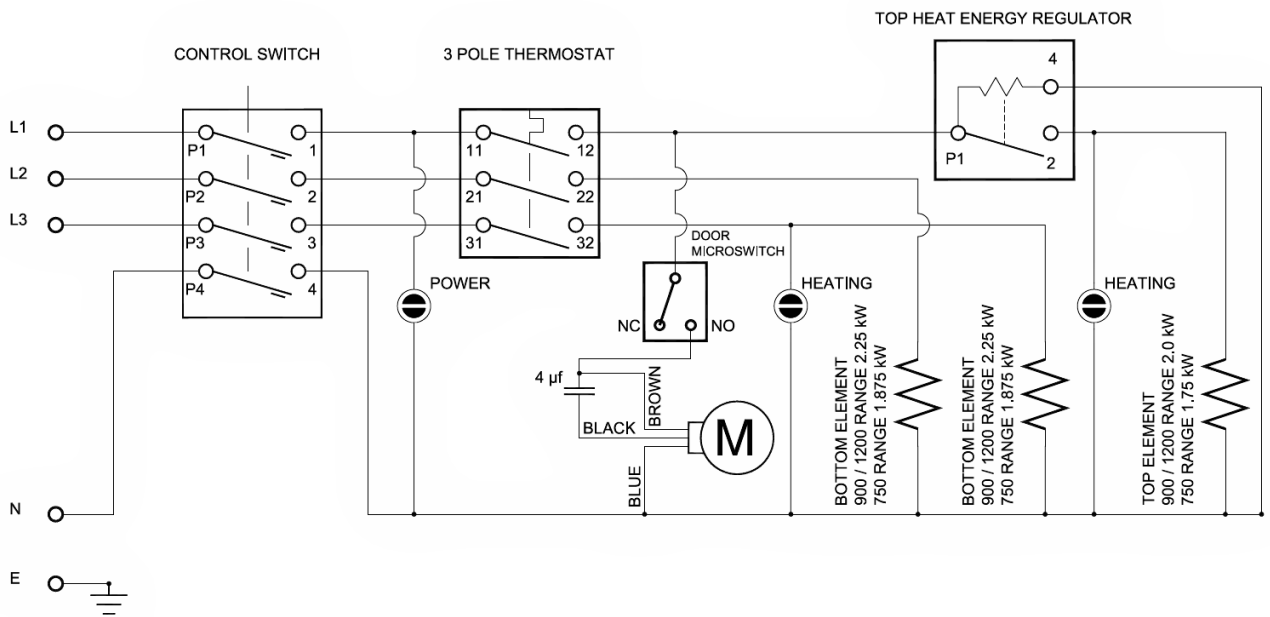 TOP HEAT ENERGY REGULATOR
CONTROL SWITCH
3 POLE THERMOSTAT
4
L1
P1
1
11
12
P1
2
L2
P2
2
21
22
L3
P3
3
31
32
DOOR
MICROSWITCH
P4
4
POWER
HEATING
HEATING
NC
NO
4 µf
BROWN
BLACK
BLUE
M
BOTTOM ELEMENT
900 / 1200 RANGE 2.25 kW
750 RANGE 1.875 kW
BOTTOM ELEMENT
900 / 1200 RANGE 2.25 kW
750 RANGE 1.875 kW
TOP ELEMENT
900 / 1200 RANGE 2.0 kW
750 RANGE 1.75 kW
N
E